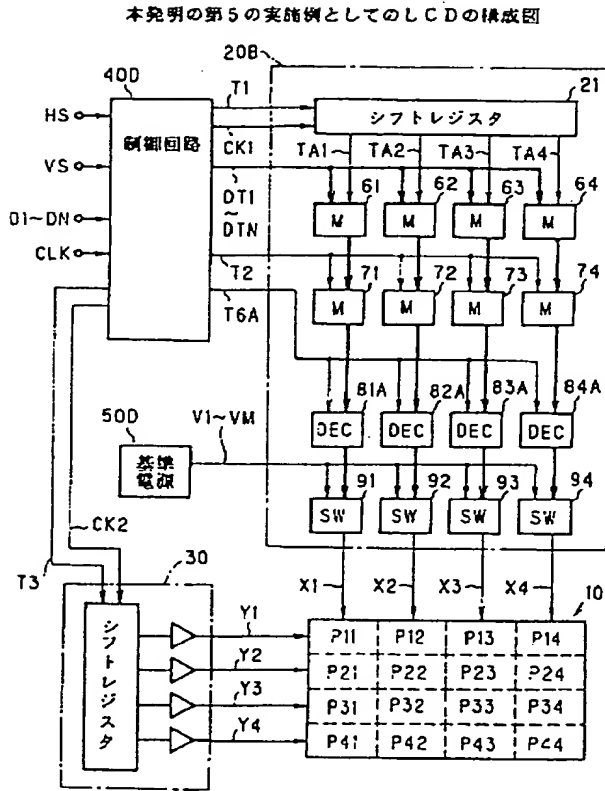 本発明の第5の実施例としてのしCDの構成図
20B
40D
T1
21
HS
シフトレジスタ
制御回路
CK1
TA1 TA2 TA3 TA4
VS
DT1
~
DTN
61 62 63 64
M M M M
D1~DN
CLK
T2
71 72 73 74
T6A
M M M M
81A 82A 83A 84A
50D
V1~VM
DEC DEC DEC DEC
基準
電源
91 92 93 94
SW SW SW SW
CK2
T3
30
X1 X2 X3 X4
10
シフトレジスタ
Y1
P11 P12 P13 P14
Y2
P21 P22 P23 P24
Y3
P31 P32 P33 P34
Y4
P41 P42 P43 P44